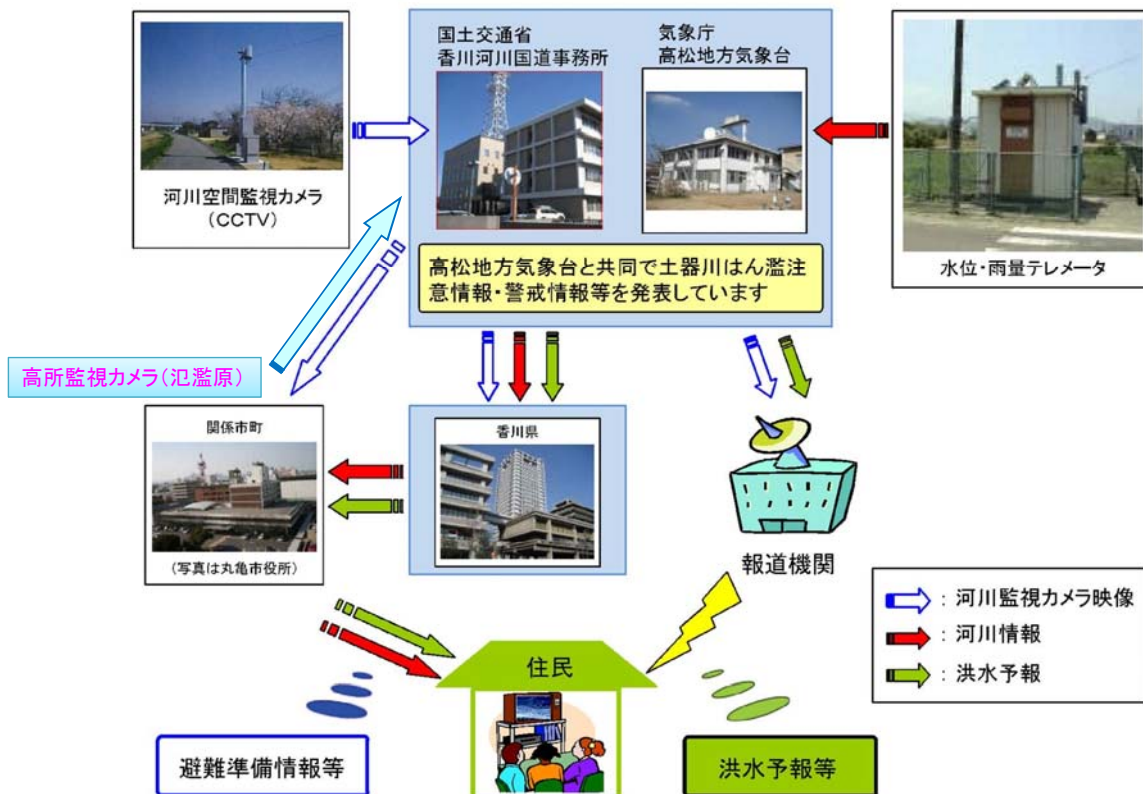 国土交通省
香川河川国道事務所
気象庁
高松地方気象台
河川空間監視カメラ
(CCTV)
水位・雨量テレメータ
高松地方気象台と共同で土器川はん濫注
意情報・警戒情報等を発表しています
高所監視カメラ(氾濫原)
関係市町
(写真は丸亀市役所)
香川県
報道機関
：河川監視カメラ映像
：河川情報
：洪水予報
住民
避難準備情報等
洪水予報等